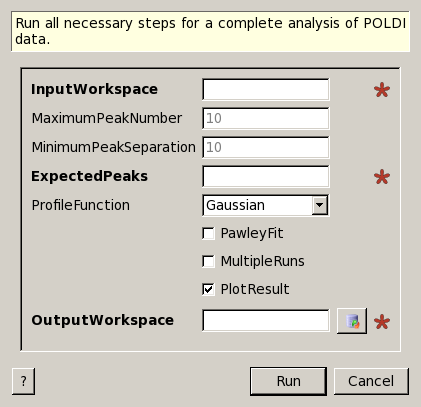 Run all necessary steps for a complete analysis of POLDI
data.
InputWorkspace
MaximumPeakNumber 10
MinimumPeakSeparation 10
ExpectedPeaks
ProfileFunction Gaussian
PawleyFit
MultipleRuns
PlotResult
OutputWorkspace
? Run Cancel